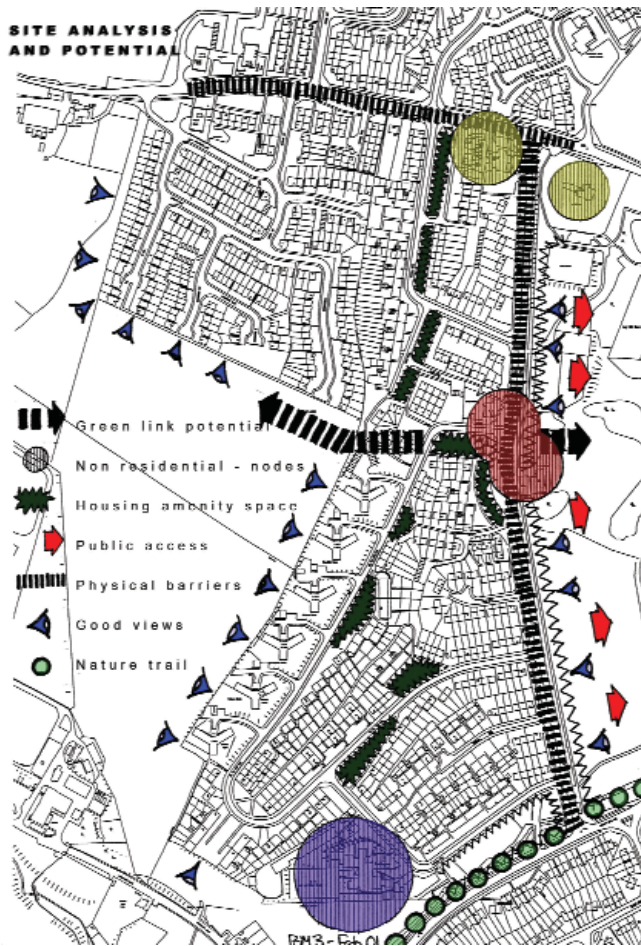 SITE ANALYSIS
AND POTENTIAL
Green link potential
Non residential - nodes
Housing amenity space
Public access
Physical barriers
Good views
Nature trail